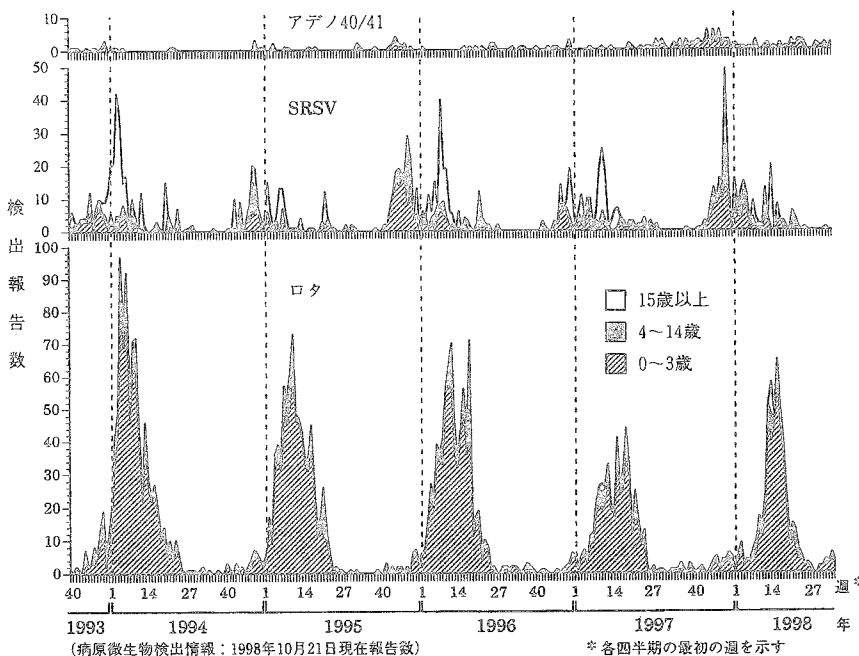 アデノ40/41
10
0
SRSV
50
40
30
20
10
0
検出報告数
ロタ
100
90
80
70
60
50
40
30
20
10
0
15歳以上
4～14歳
0～3歳
40 1 14 27 40 1 14 27 40 1 14 27 40 1 14 27 40 1 14 27 週*
1993 1994 1995 1996 1997 1998 年
(病原微生物検出情報：1998年10月21日現在報告数)
*各四半期の最初の週を示す